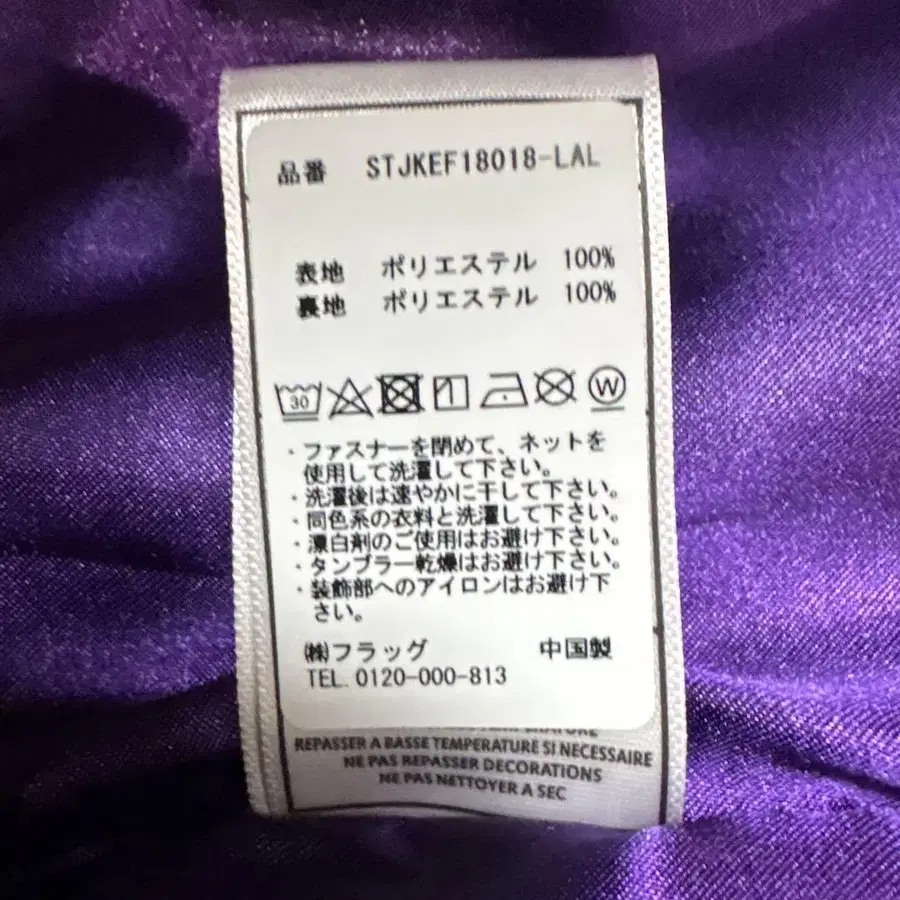 品番 STJKEF18018-LAL
表地 ポリエステル 100%
裏地 ポリエステル 100%
30 W
・ファスナーを閉めて、ネットを
使用して洗濯して下さい。
・洗濯後は速やかに干して下さい。
・同色系の衣料と洗濯して下さい。
・漂白剤のご使用はお避け下さい。
・タンブラー乾燥はお避け下さい。
・装飾部へのアイロンはお避け下
さい。
㈱フラッグ 中国製
TEL. 0120-000-813
REPASSER A BASSE TEMPERATURE SI NECESSAIRE
NE PAS REPASSER DECORATIONS
NE PAS NETTOYER A SEC